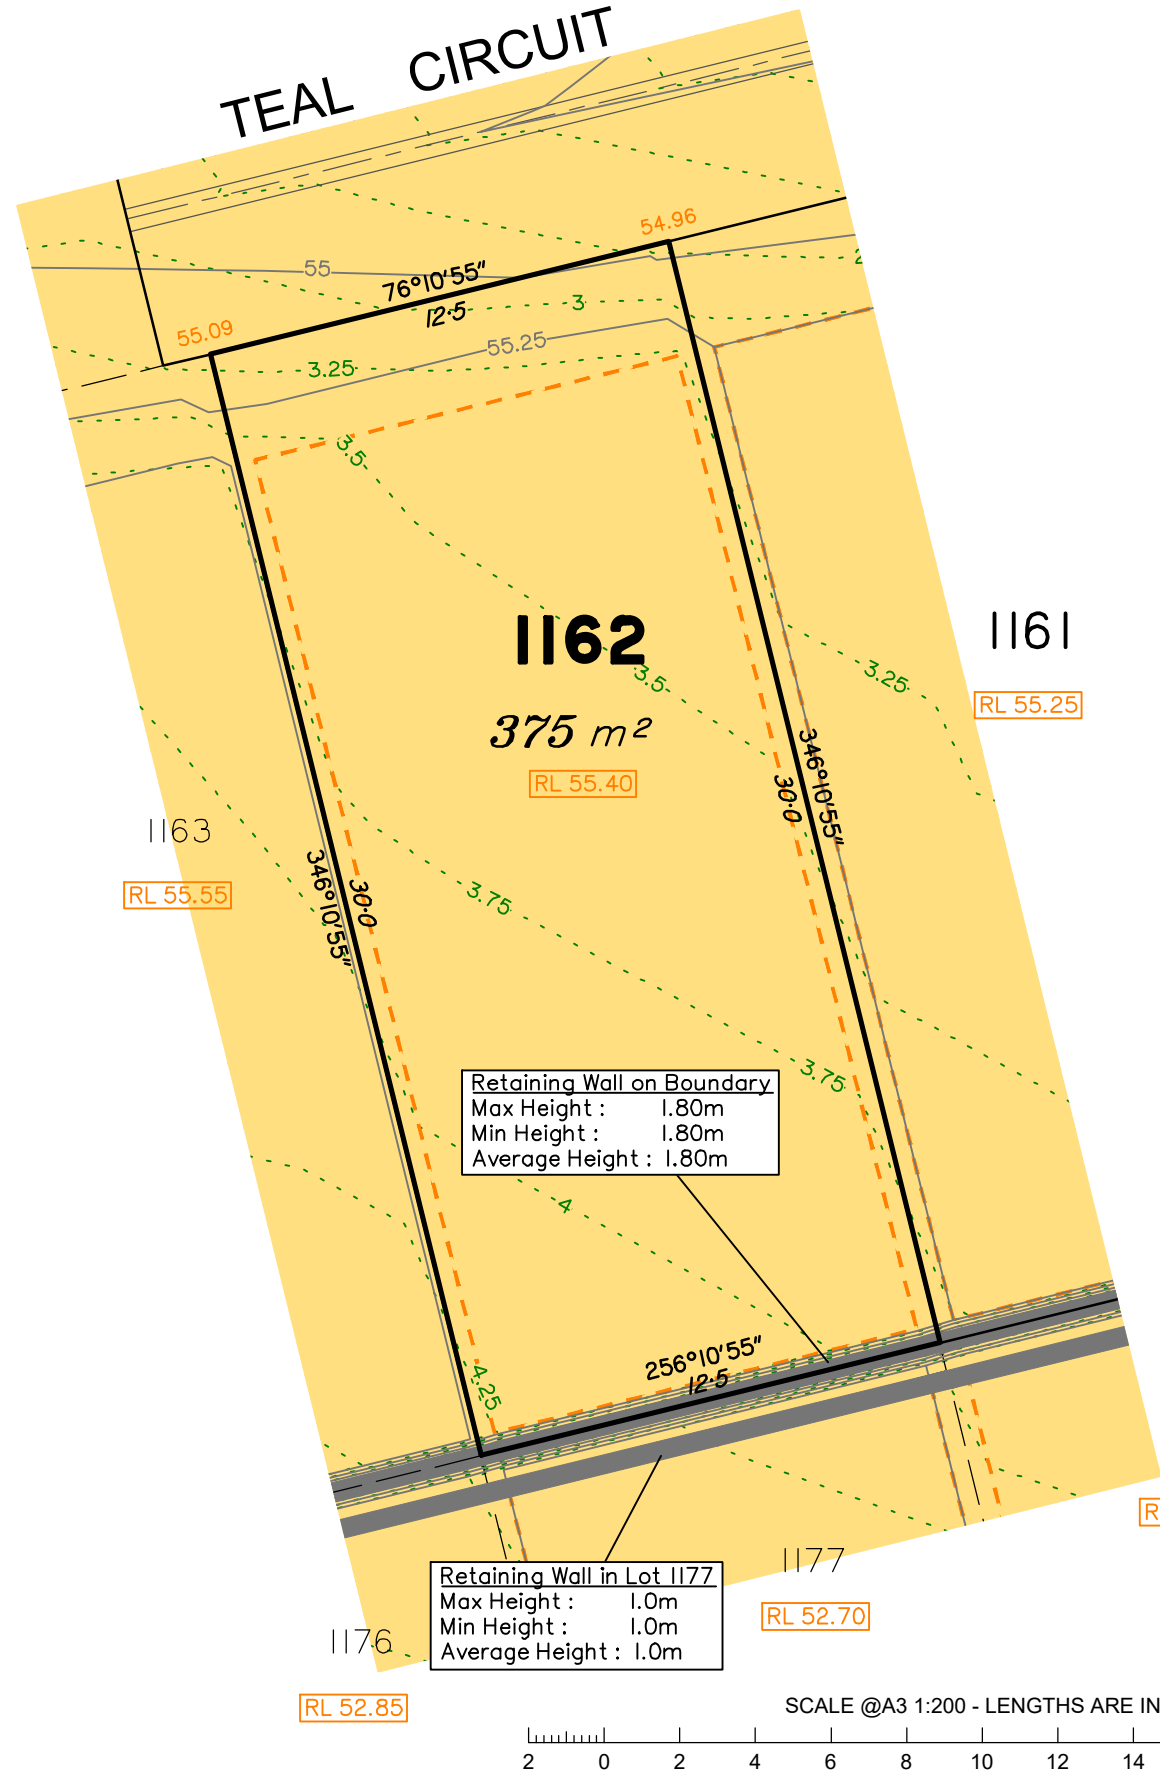 TEAL CIRCUIT
54.96
55
76°10'55"
12·5
3
2
55.09
55.25
3.25
3.5
1162
3.5
3.25
1161
RL 55.25
375 m²
RL 55.40
346°10'55"
30·0
1163
RL 55.55
346°10'55"
30·0
3.75
3.75
Retaining Wall on Boundary
Max Height : 1.80m
Min Height : 1.80m
Average Height : 1.80m
4
256°10'55"
12·5
4.25
R
1177
Retaining Wall in Lot 1177
Max Height : 1.0m
Min Height : 1.0m
Average Height : 1.0m
RL 52.70
1176
RL 52.85
SCALE @A3 1:200 - LENGTHS ARE IN
2 0 2 4 6 8 10 12 14